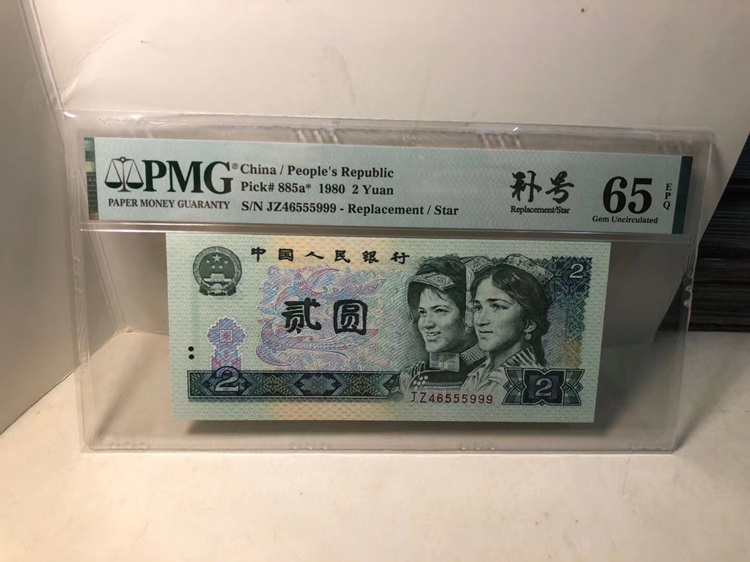 PMG®
PAPER MONEY GUARANTY
China / People's Republic
Pick# 885a* 1980 2 Yuan
S/N JZ46555999 - Replacement / Star
补号
Replacement/Star
65
EPQ
Gem Uncirculated
中国人民银行
贰圆
2
2
2
JZ46555999